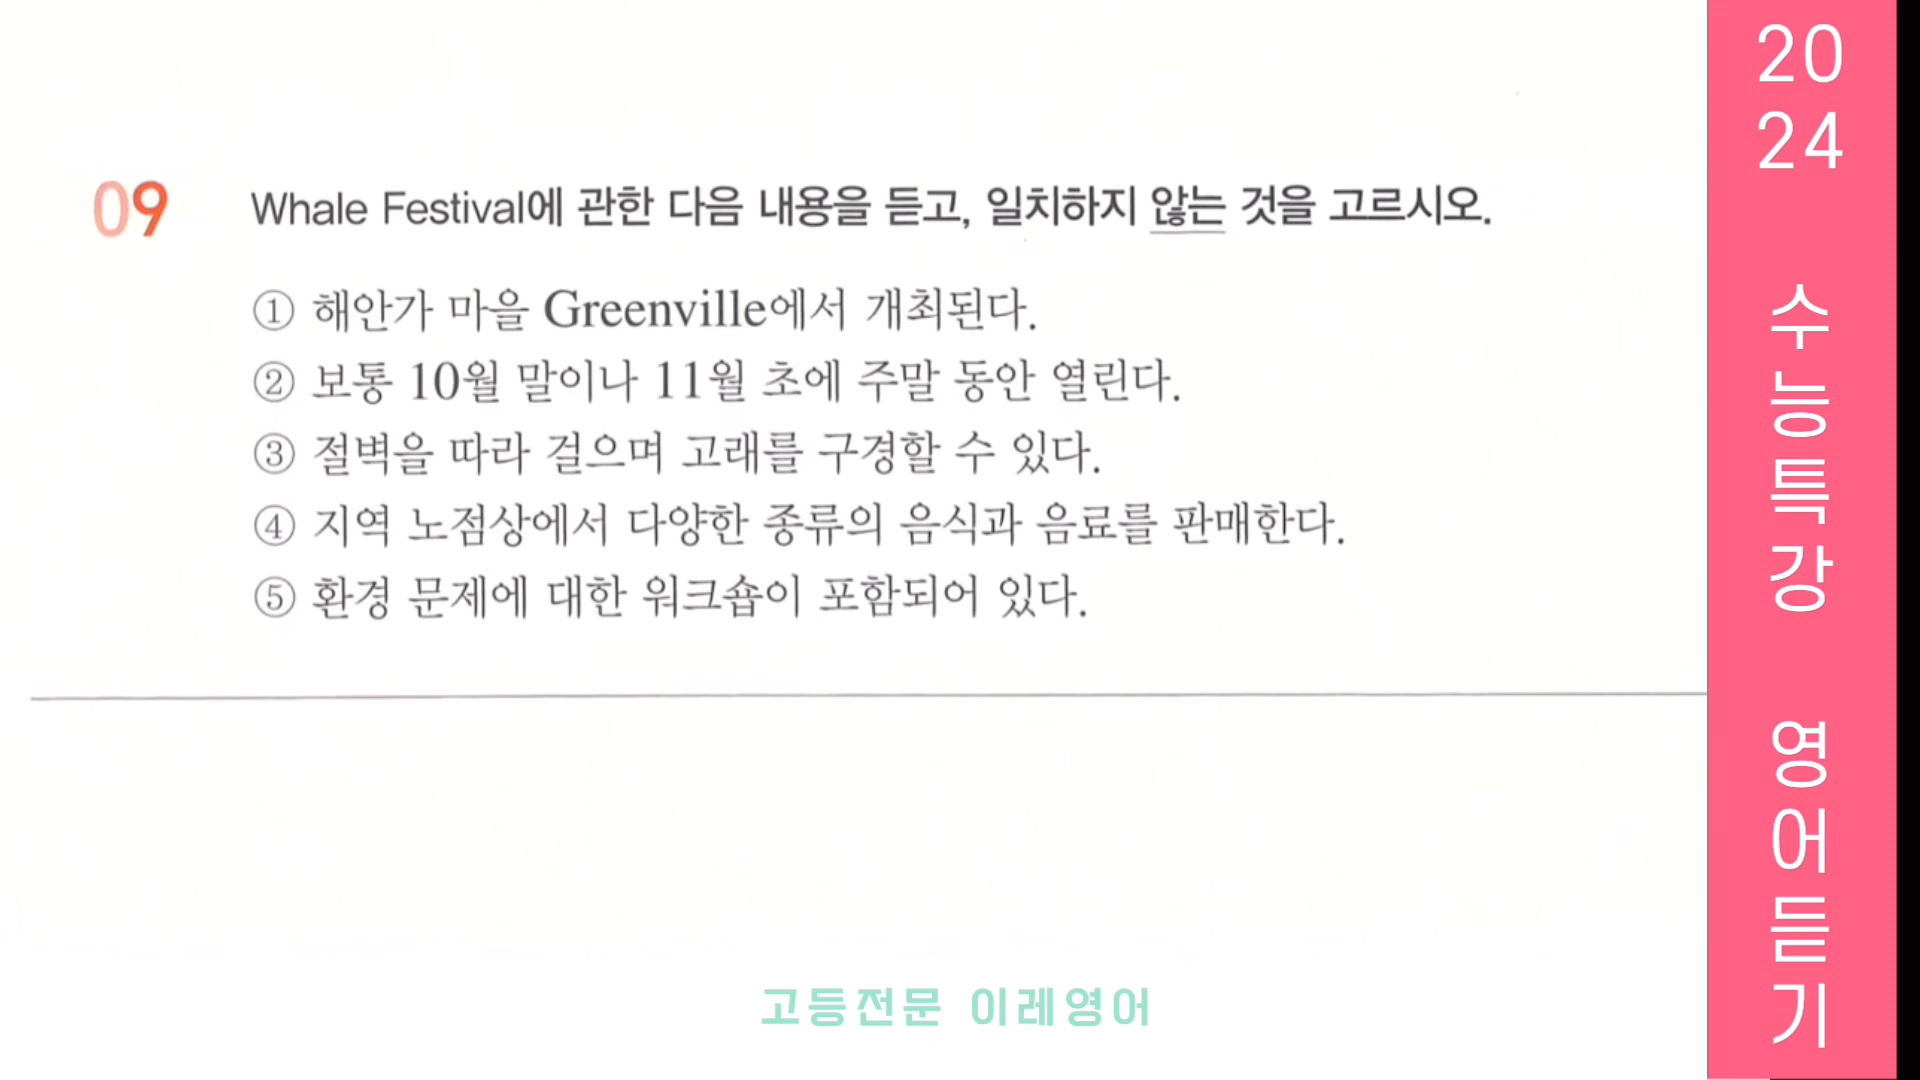 09 Whale Festival에 관한 다음 내용을 듣고, 일치하지 않는 것을 고르시오.
① 해안가 마을 Greenville에서 개최된다.
② 보통 10월 말이나 11월 초에 주말 동안 열린다.
③ 절벽을 따라 걸으며 고래를 구경할 수 있다.
④ 지역 노점상에서 다양한 종류의 음식과 음료를 판매한다.
⑤ 환경 문제에 대한 워크숍이 포함되어 있다.
고등전문 이레영어
20
24
수
능
특
강
영
어
듣
기